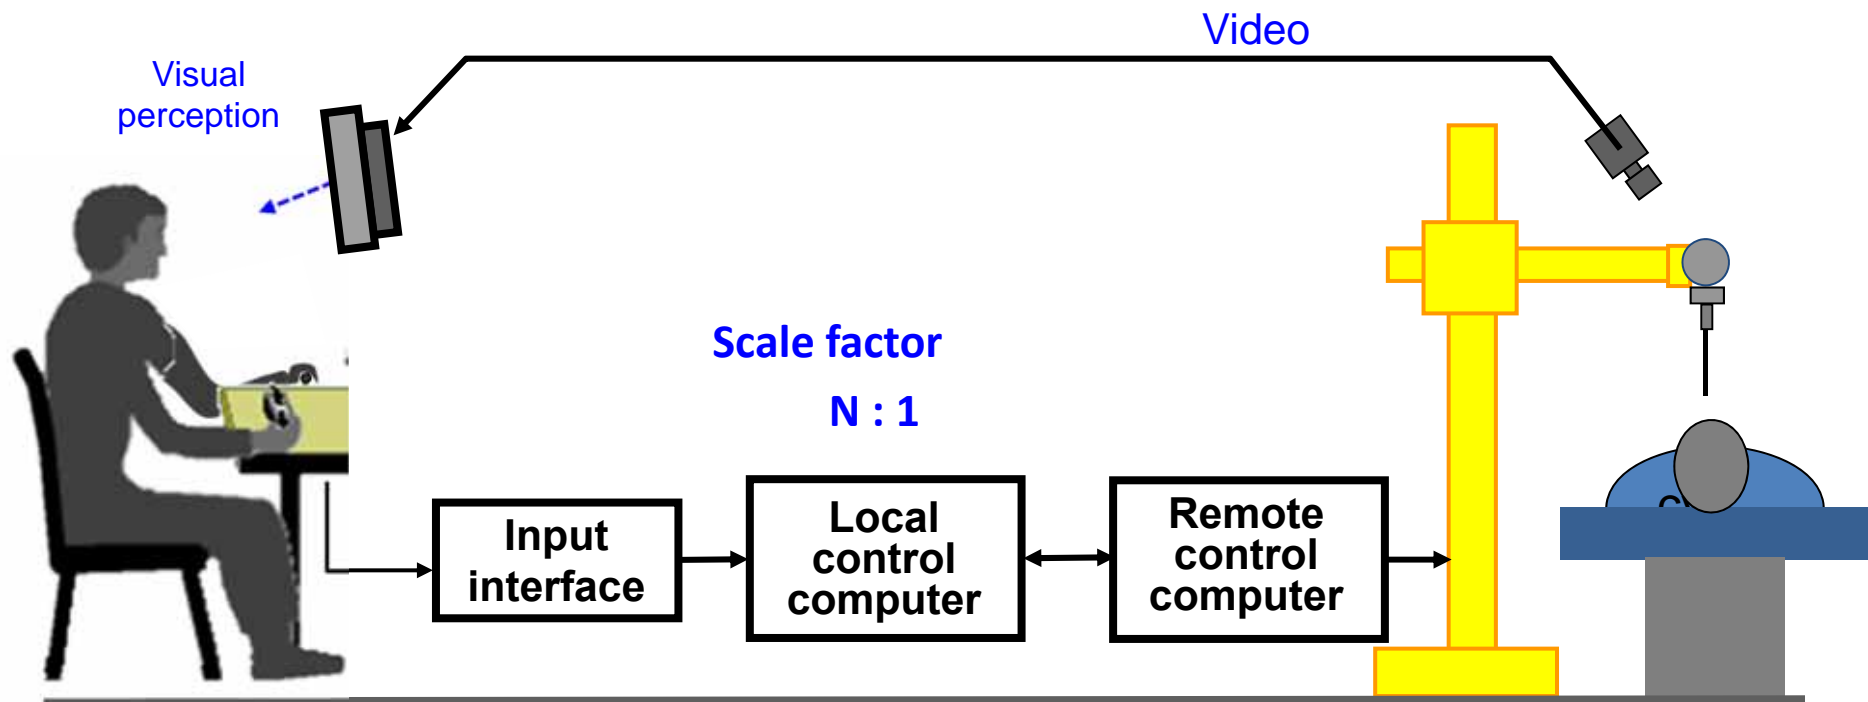 Video
Visual
perception
Scale factor
N : 1
Input
interface
Local
control
computer
Remote
control
computer